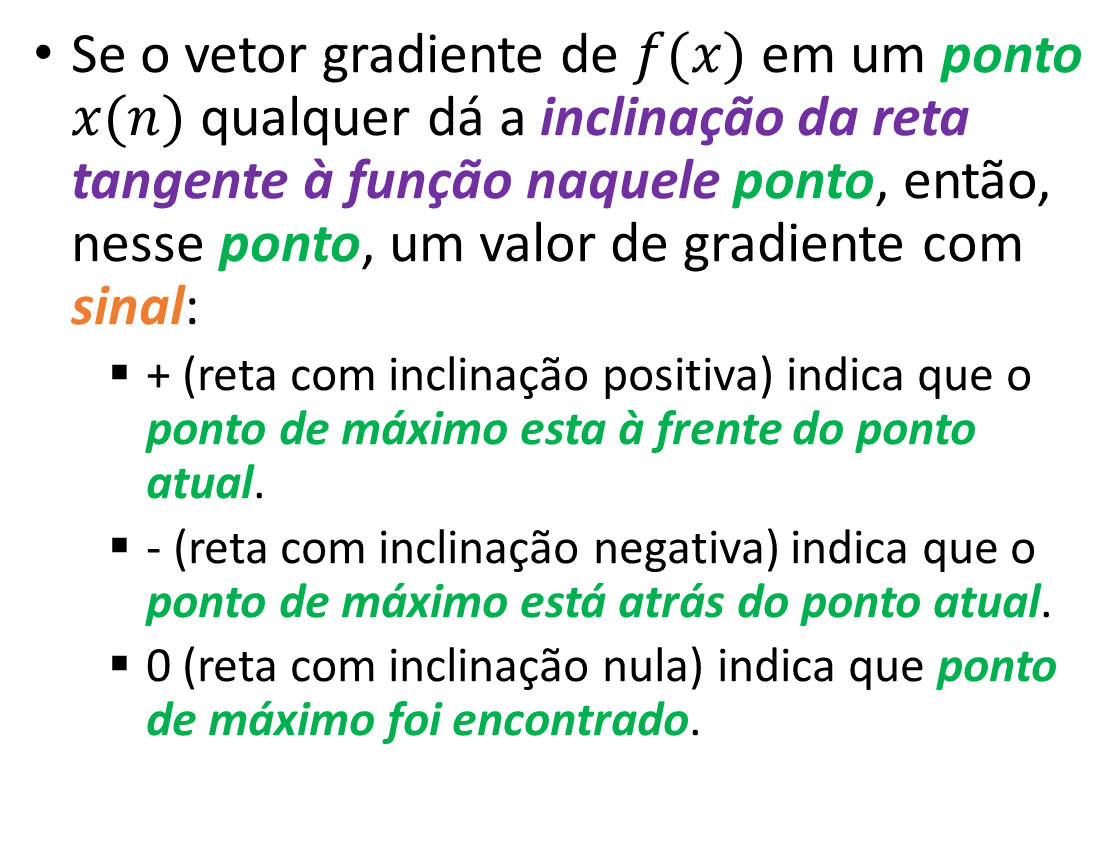 • Se o vetor gradiente de f(x) em um ponto
x(n) qualquer dá a inclinação da reta
tangente à função naquele ponto, então,
nesse ponto, um valor de gradiente com
sinal:
▪ + (reta com inclinação positiva) indica que o
ponto de máximo esta à frente do ponto
atual.
▪ - (reta com inclinação negativa) indica que o
ponto de máximo está atrás do ponto atual.
▪ 0 (reta com inclinação nula) indica que ponto
de máximo foi encontrado.